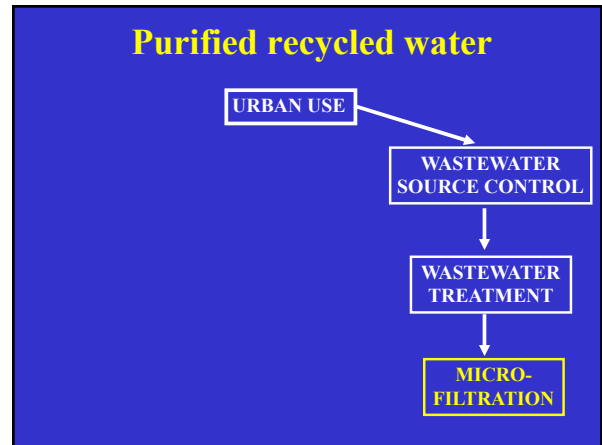 Purified recycled water
URBAN USE
WASTEWATER
SOURCE CONTROL
WASTEWATER
TREATMENT
MICRO-
FILTRATION